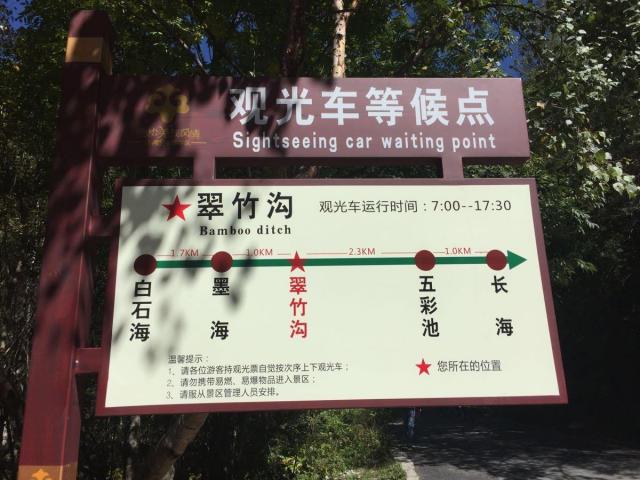 观光车等候点
Sightseeing car waiting point
翠竹沟
Bamboo ditch
观光车运行时间：7:00--17:30
1.7KM 1.0KM 2.3KM 1.0KM
白石海 墨海 翠竹沟 五彩池 长海
温馨提示：
1、请各位游客持观光票自觉按次序上下观光车；
2、请勿携带易燃、易爆物品进入景区；
3、请服从景区管理人员安排。
您所在的位置